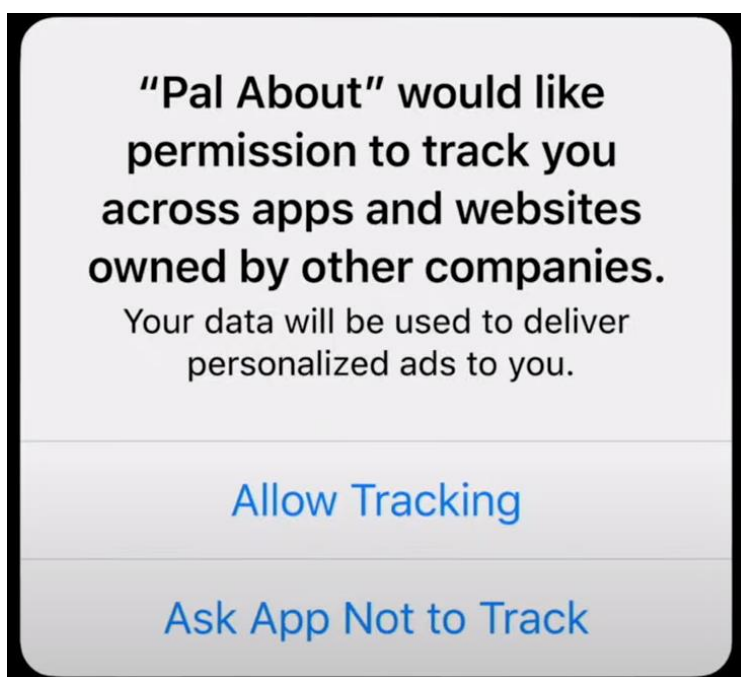 “Pal About” would like
permission to track you
across apps and websites
owned by other companies.
Your data will be used to deliver
personalized ads to you.
Allow Tracking
Ask App Not to Track